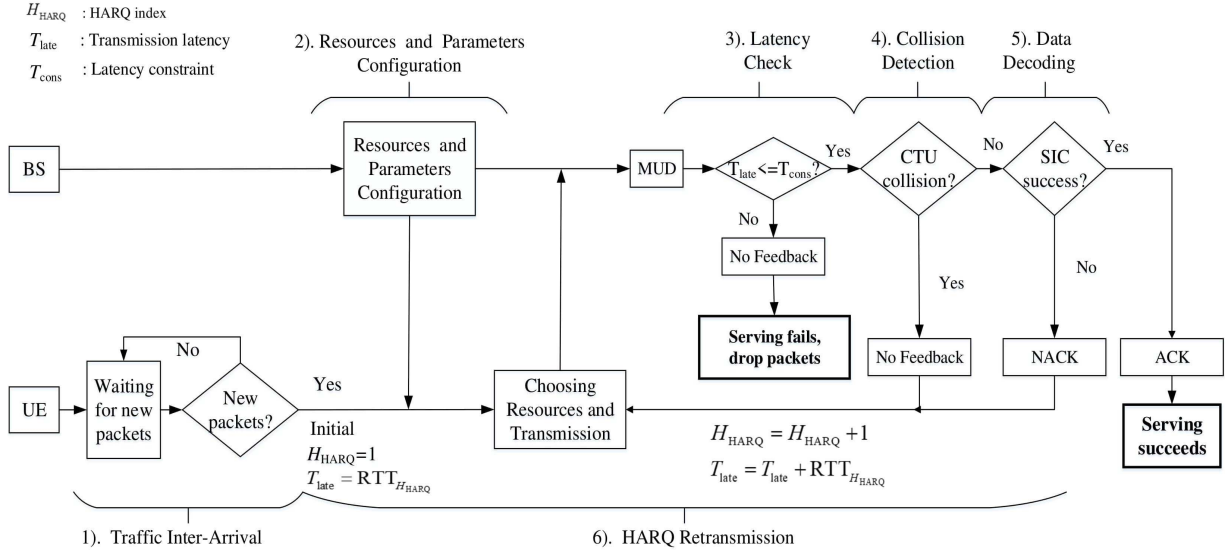 H_HARQ : HARQ index
T_late : Transmission latency
T_cons : Latency constraint
2). Resources and Parameters
Configuration
3). Latency
Check
4). Collision
Detection
5). Data
Decoding
BS
Resources and
Parameters
Configuration
MUD
T_late<=T_cons?
Yes
CTU
collision?
No
SIC
success?
Yes
No
No Feedback
Yes
No
Serving fails,
drop packets
No Feedback
NACK
ACK
Serving
succeeds
No
UE
Waiting
for new
packets
New
packets?
Yes
Initial
H_HARQ=1
T_late = RTT_H_HARQ
Choosing
Resources and
Transmission
H_HARQ = H_HARQ +1
T_late = T_late + RTT_H_HARQ
1). Traffic Inter-Arrival
6). HARQ Retransmission